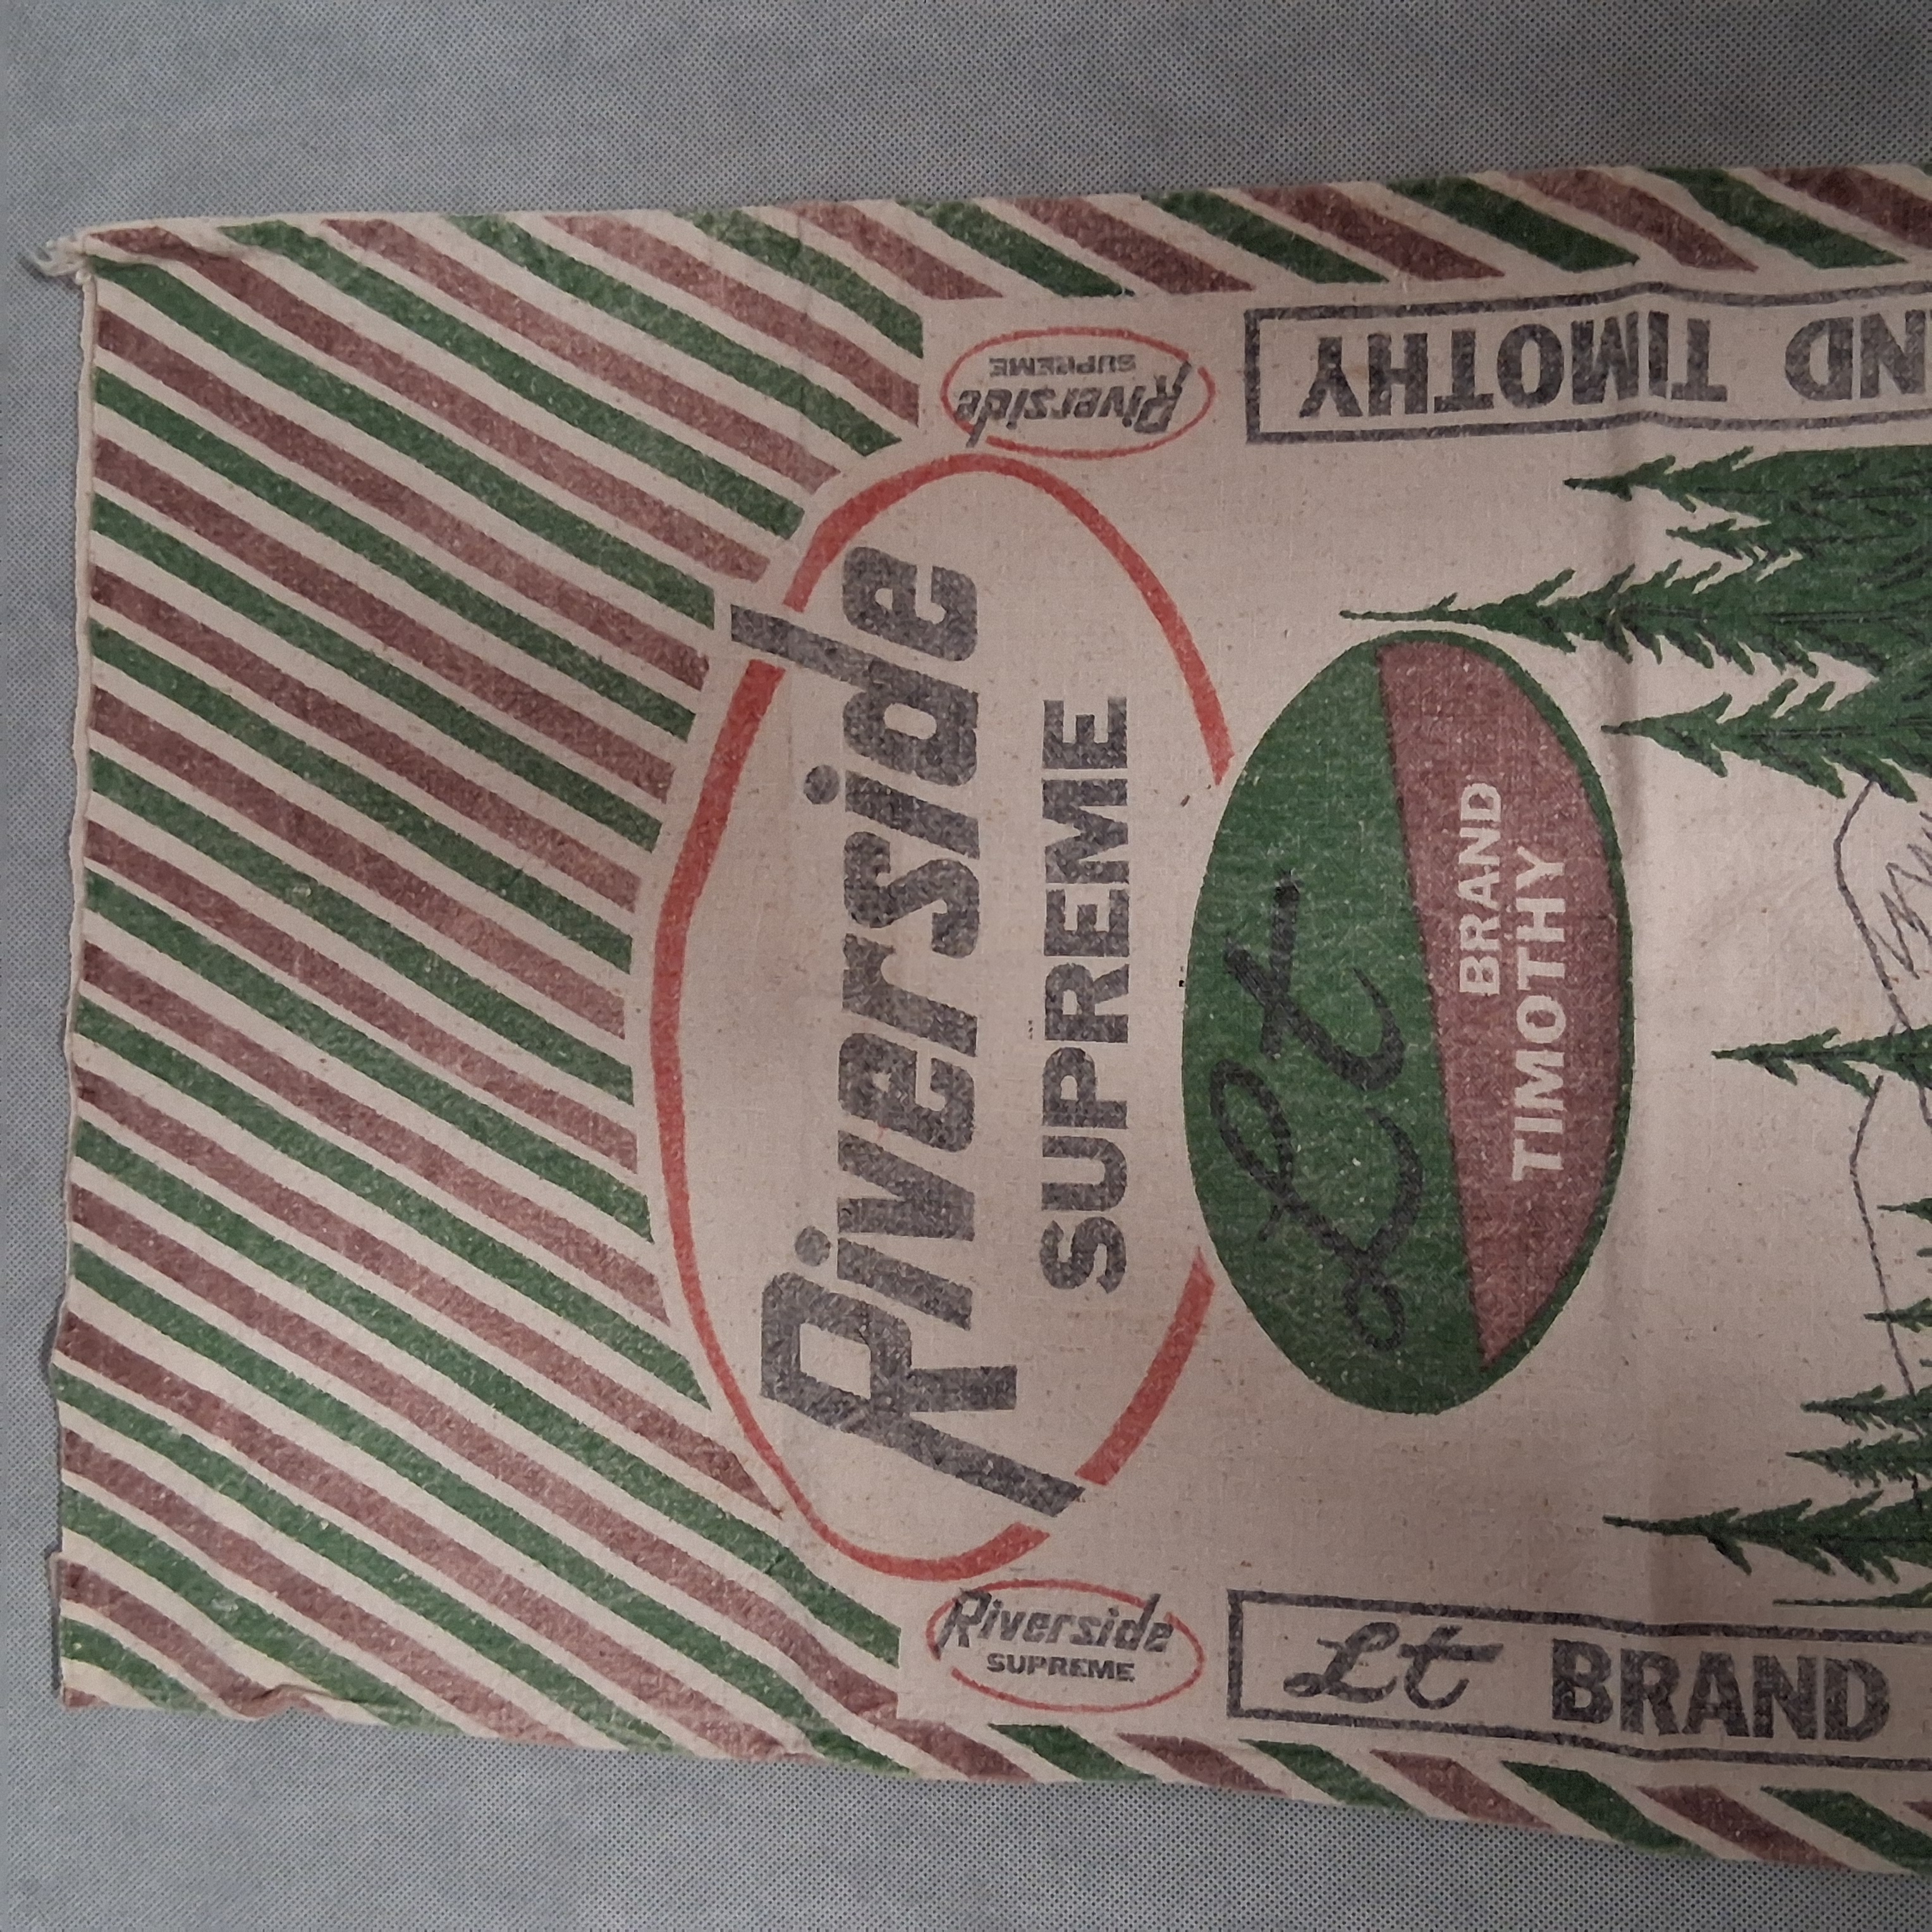 Riverside
SUPREME
Lt
BRAND
TIMOTHY
Riverside
SUPREME
Lt BRAND
Riverside
SUPREME
ND TIMOTHY